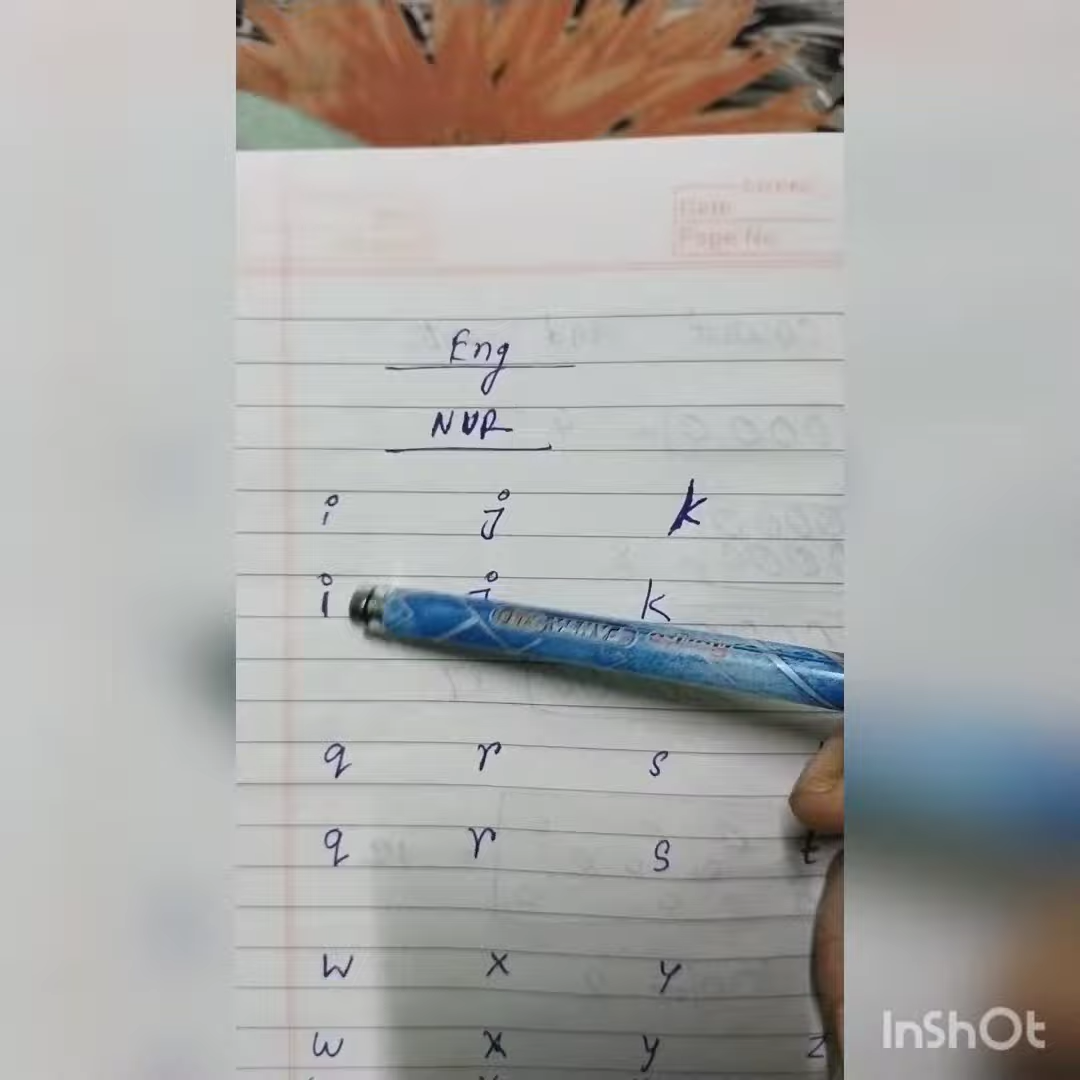 Date
Page No
Eng
NUR
i j k
i j k
q r s
q r s t
w x y
w x y z
InShOt